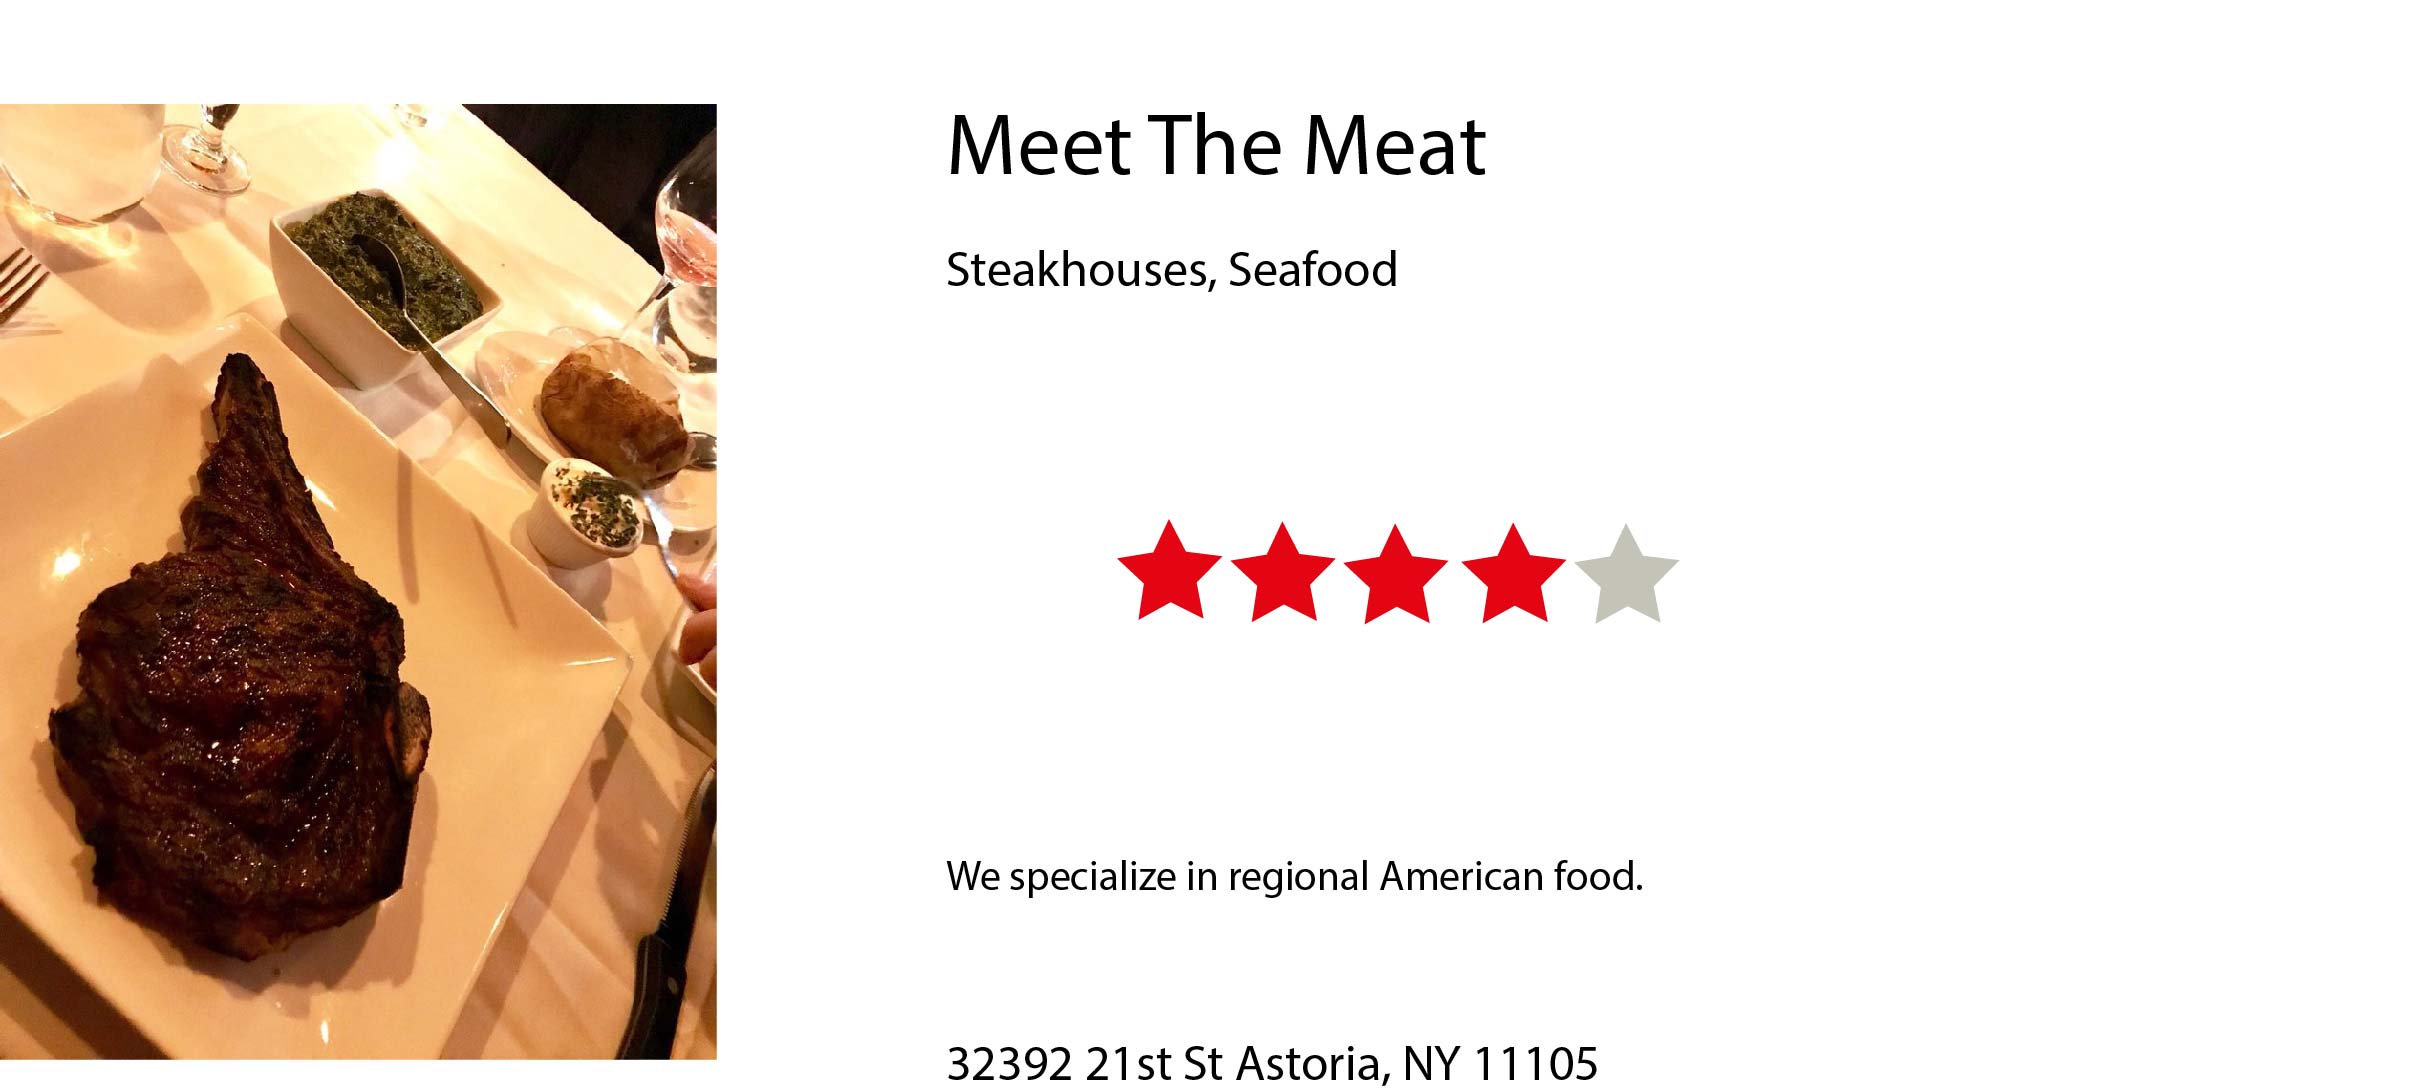 Meet The Meat
Steakhouses, Seafood
We specialize in regional American food.
32392 21st St Astoria, NY 11105